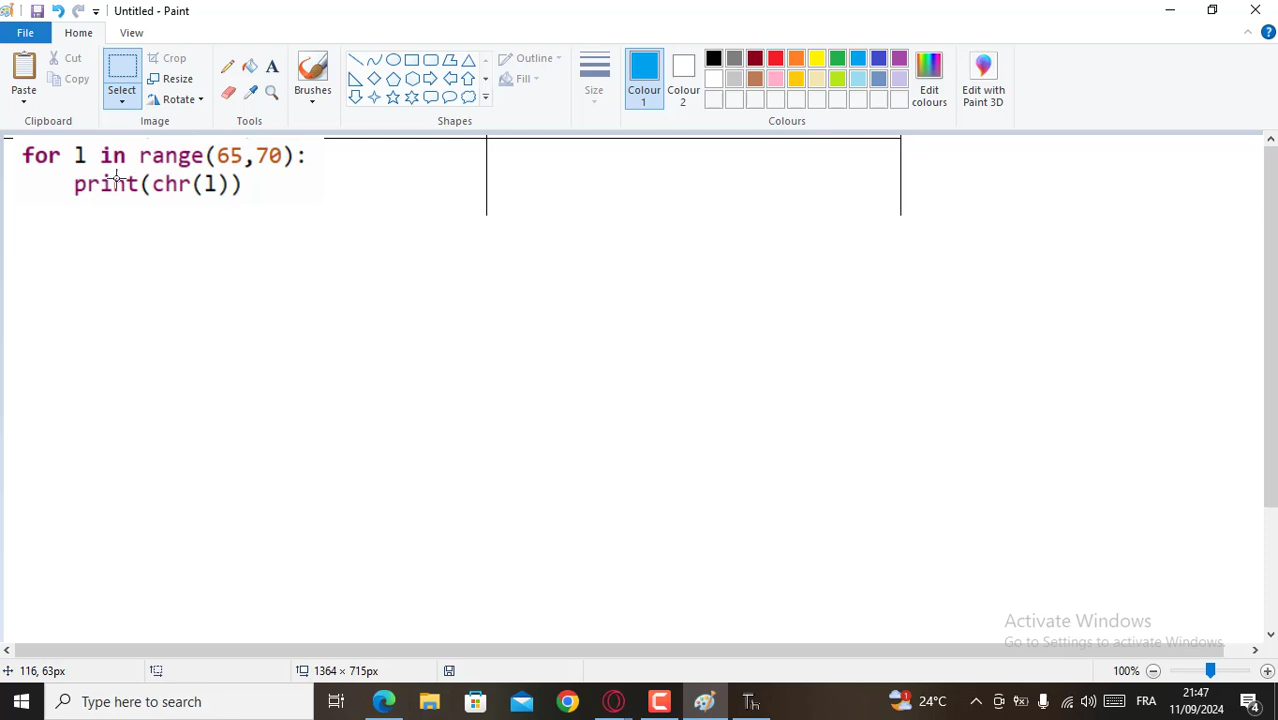 Untitled - Paint
File Home View
Paste
Cut
Copy
Clipboard
Select
Crop
Resize
Rotate
Image
A
Tools
Brushes
Outline
Fill
Shapes
Size
Colour 1
Colour 2
Edit colours
Colours
Edit with Paint 3D
for l in range(65,70):
    print(chr(l))
Activate Windows
Go to Settings to activate Windows.
116, 63px
1364 × 715px
100%
Type here to search
Th
1
24°C
FRA
21:47
11/09/2024
4